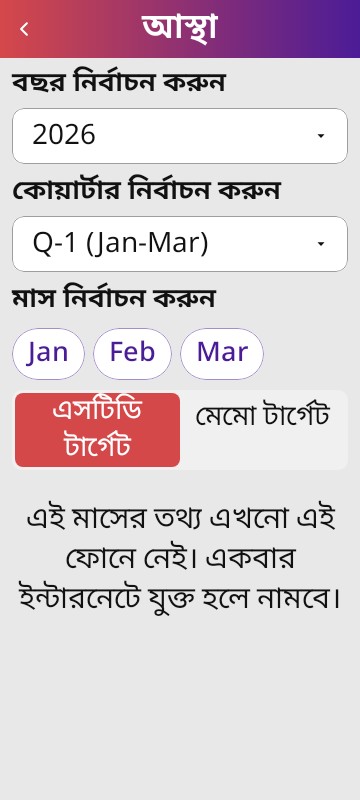 আস্থা
বছর নির্বাচন করুন
2026
কোয়ার্টার নির্বাচন করুন
Q-1 (Jan-Mar)
মাস নির্বাচন করুন
Jan Feb Mar
এসটিডি
টার্গেট
মেমো টার্গেট
এই মাসের তথ্য এখনো এই
ফোনে নেই। একবার
ইন্টারনেটে যুক্ত হলে নামবে।